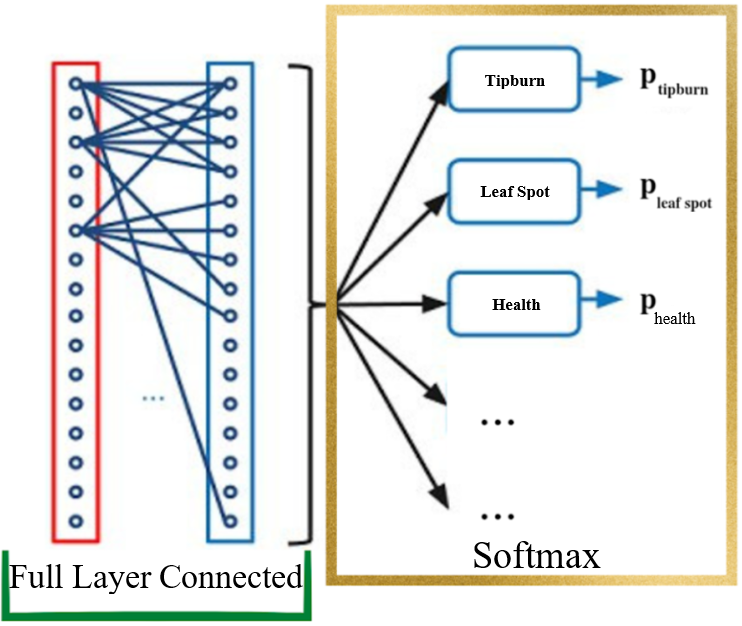 Tipburn
p tipburn
Leaf Spot
p leaf spot
Health
p health
...
...
...
Full Layer Connected
Softmax